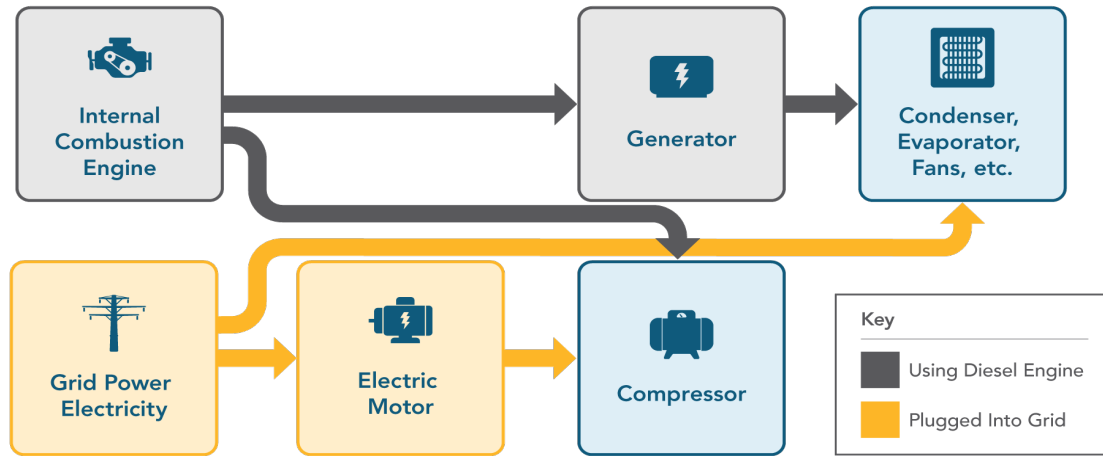 Internal
Combustion
Engine
Generator
Condenser,
Evaporator,
Fans, etc.
Grid Power
Electricity
Electric
Motor
Compressor
Key
Using Diesel Engine
Plugged Into Grid